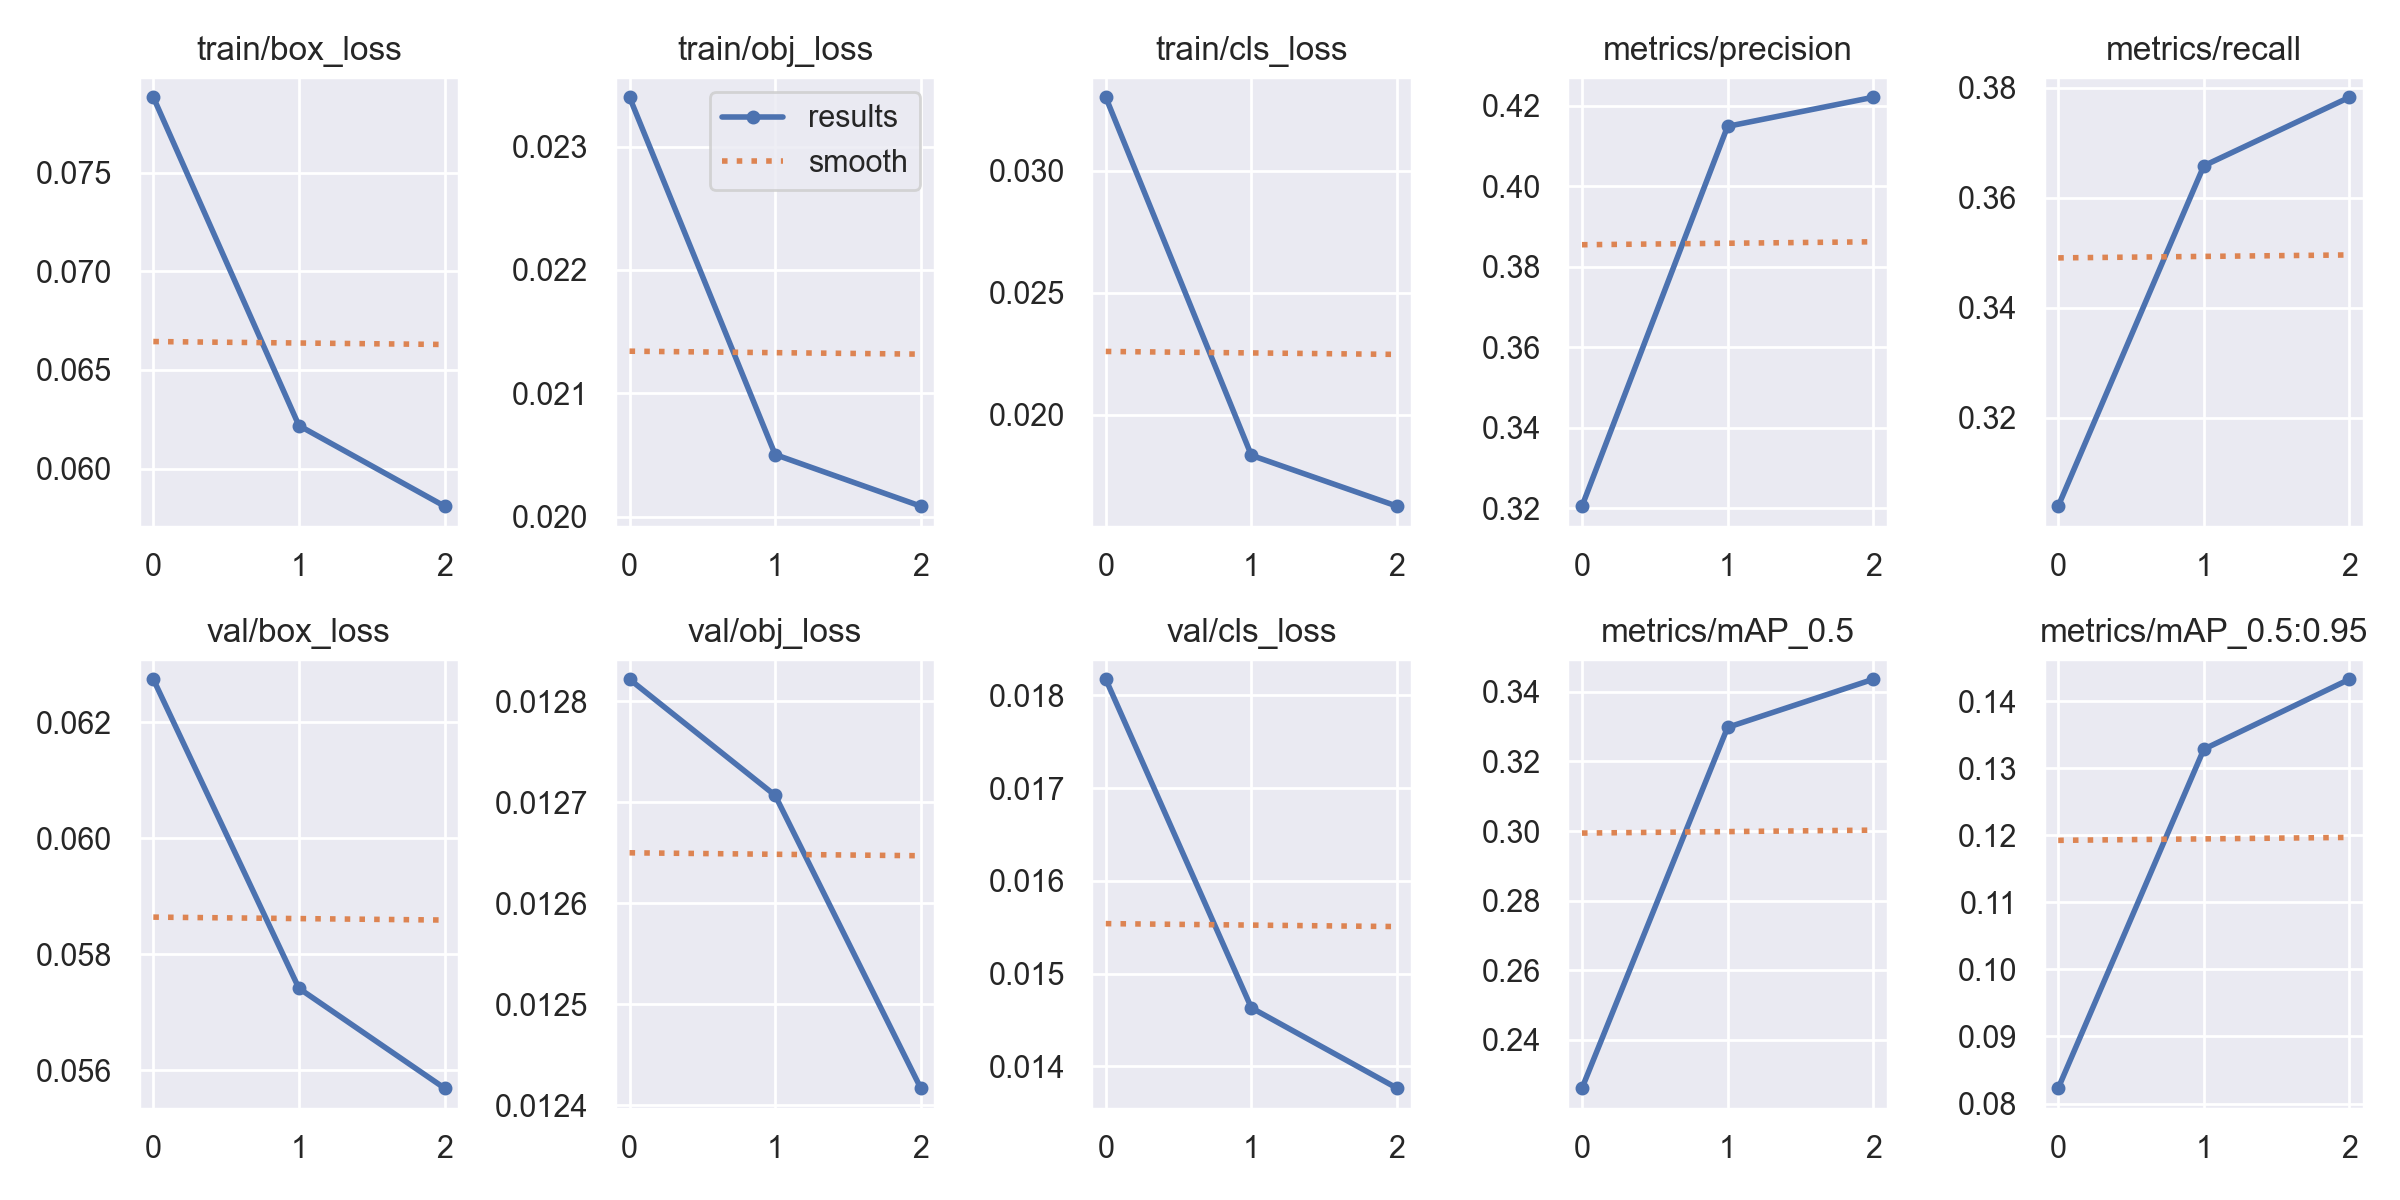 train/box_loss
0.075
0.070
0.065
0.060
0 1 2
train/obj_loss
results
smooth
0.023
0.022
0.021
0.020
0 1 2
train/cls_loss
0.030
0.025
0.020
0 1 2
metrics/precision
0.42
0.40
0.38
0.36
0.34
0.32
0 1 2
metrics/recall
0.38
0.36
0.34
0.32
0 1 2
val/box_loss
0.062
0.060
0.058
0.056
0 1 2
val/obj_loss
0.0128
0.0127
0.0126
0.0125
0.0124
0 1 2
val/cls_loss
0.018
0.017
0.016
0.015
0.014
0 1 2
metrics/mAP_0.5
0.34
0.32
0.30
0.28
0.26
0.24
0 1 2
metrics/mAP_0.5:0.95
0.14
0.13
0.12
0.11
0.10
0.09
0.08
0 1 2